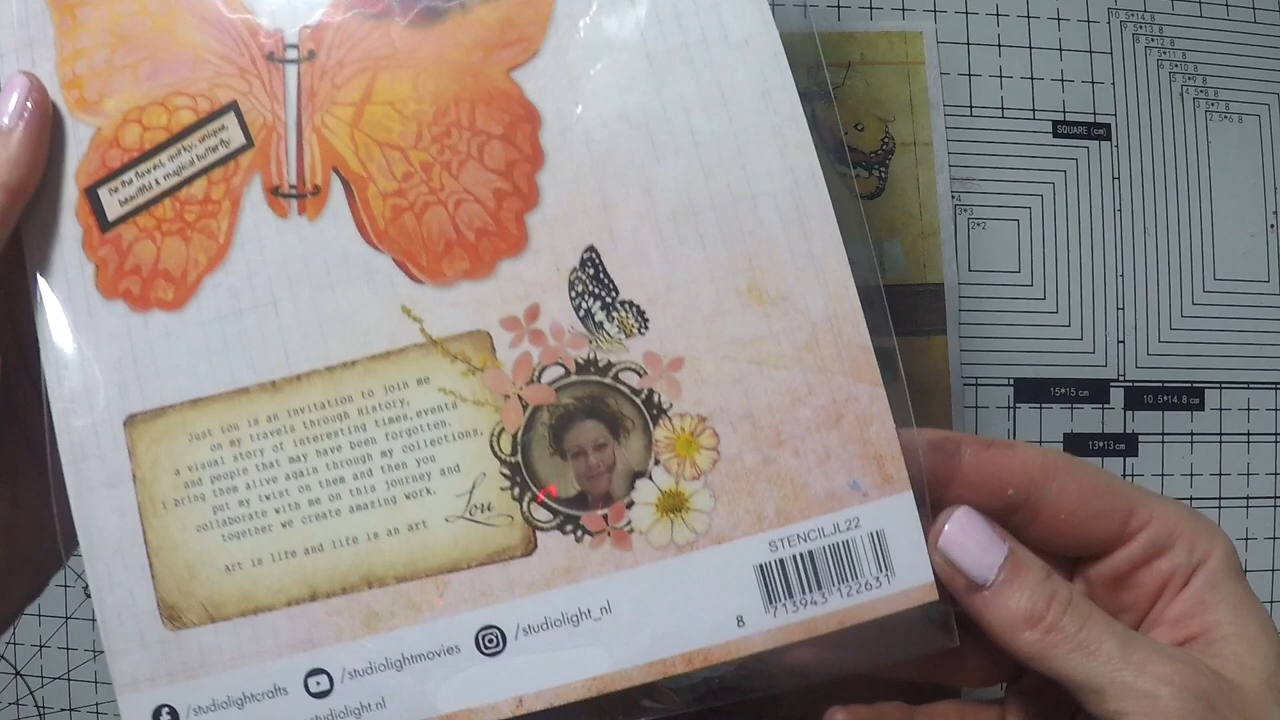 Be the flawed, quirky, unique,
beautiful & magical butterfly
Just you is an invitation to join me
on my travels through history,
a visual story of interesting times, events
and people that may have been forgotten.
I bring them alive again through my collections,
put my twist on them and then you
collaborate with me on this journey and
together we create amazing work.
Art is life and life is an art
Lou
STENCILJL22
8 713943 122631
/studiolightcrafts
/studiolightmovies
/studiolight_nl
studiolight.nl
10.5*14.8
9.5*13.8
8.5*12.8
7.5*11.8
6.5*10.8
5.5*9.8
4.5*8.8
3.5*7.8
2.5*6.8
SQUARE (cm)
3*3
2*2
15*15 cm
10.5*14.8 cm
13*13 cm